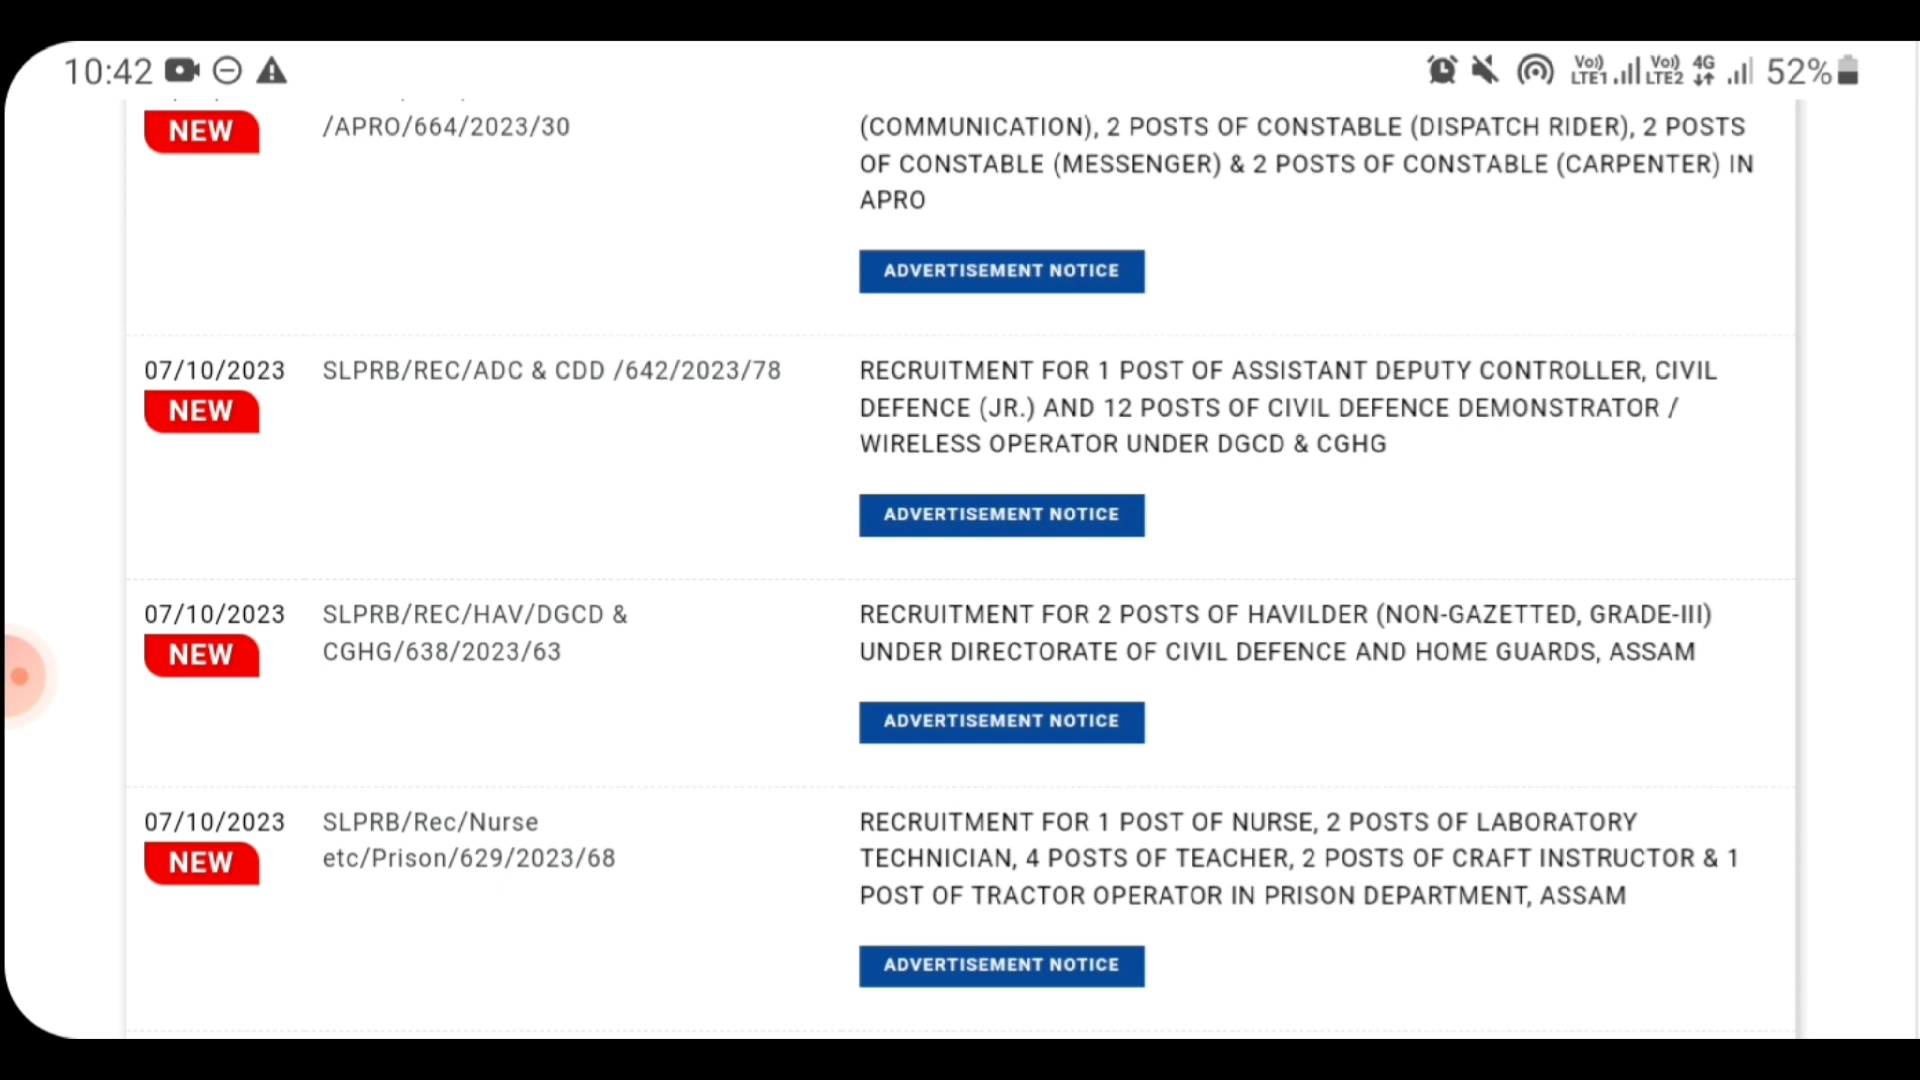 10:42
Vo) LTE1 Vo) LTE2 4G 52%
NEW
/APRO/664/2023/30
(COMMUNICATION), 2 POSTS OF CONSTABLE (DISPATCH RIDER), 2 POSTS
OF CONSTABLE (MESSENGER) & 2 POSTS OF CONSTABLE (CARPENTER) IN
APRO
ADVERTISEMENT NOTICE
07/10/2023
NEW
SLPRB/REC/ADC & CDD /642/2023/78
RECRUITMENT FOR 1 POST OF ASSISTANT DEPUTY CONTROLLER, CIVIL
DEFENCE (JR.) AND 12 POSTS OF CIVIL DEFENCE DEMONSTRATOR /
WIRELESS OPERATOR UNDER DGCD & CGHG
ADVERTISEMENT NOTICE
07/10/2023
NEW
SLPRB/REC/HAV/DGCD &
CGHG/638/2023/63
RECRUITMENT FOR 2 POSTS OF HAVILDER (NON-GAZETTED, GRADE-III)
UNDER DIRECTORATE OF CIVIL DEFENCE AND HOME GUARDS, ASSAM
ADVERTISEMENT NOTICE
07/10/2023
NEW
SLPRB/Rec/Nurse
etc/Prison/629/2023/68
RECRUITMENT FOR 1 POST OF NURSE, 2 POSTS OF LABORATORY
TECHNICIAN, 4 POSTS OF TEACHER, 2 POSTS OF CRAFT INSTRUCTOR & 1
POST OF TRACTOR OPERATOR IN PRISON DEPARTMENT, ASSAM
ADVERTISEMENT NOTICE